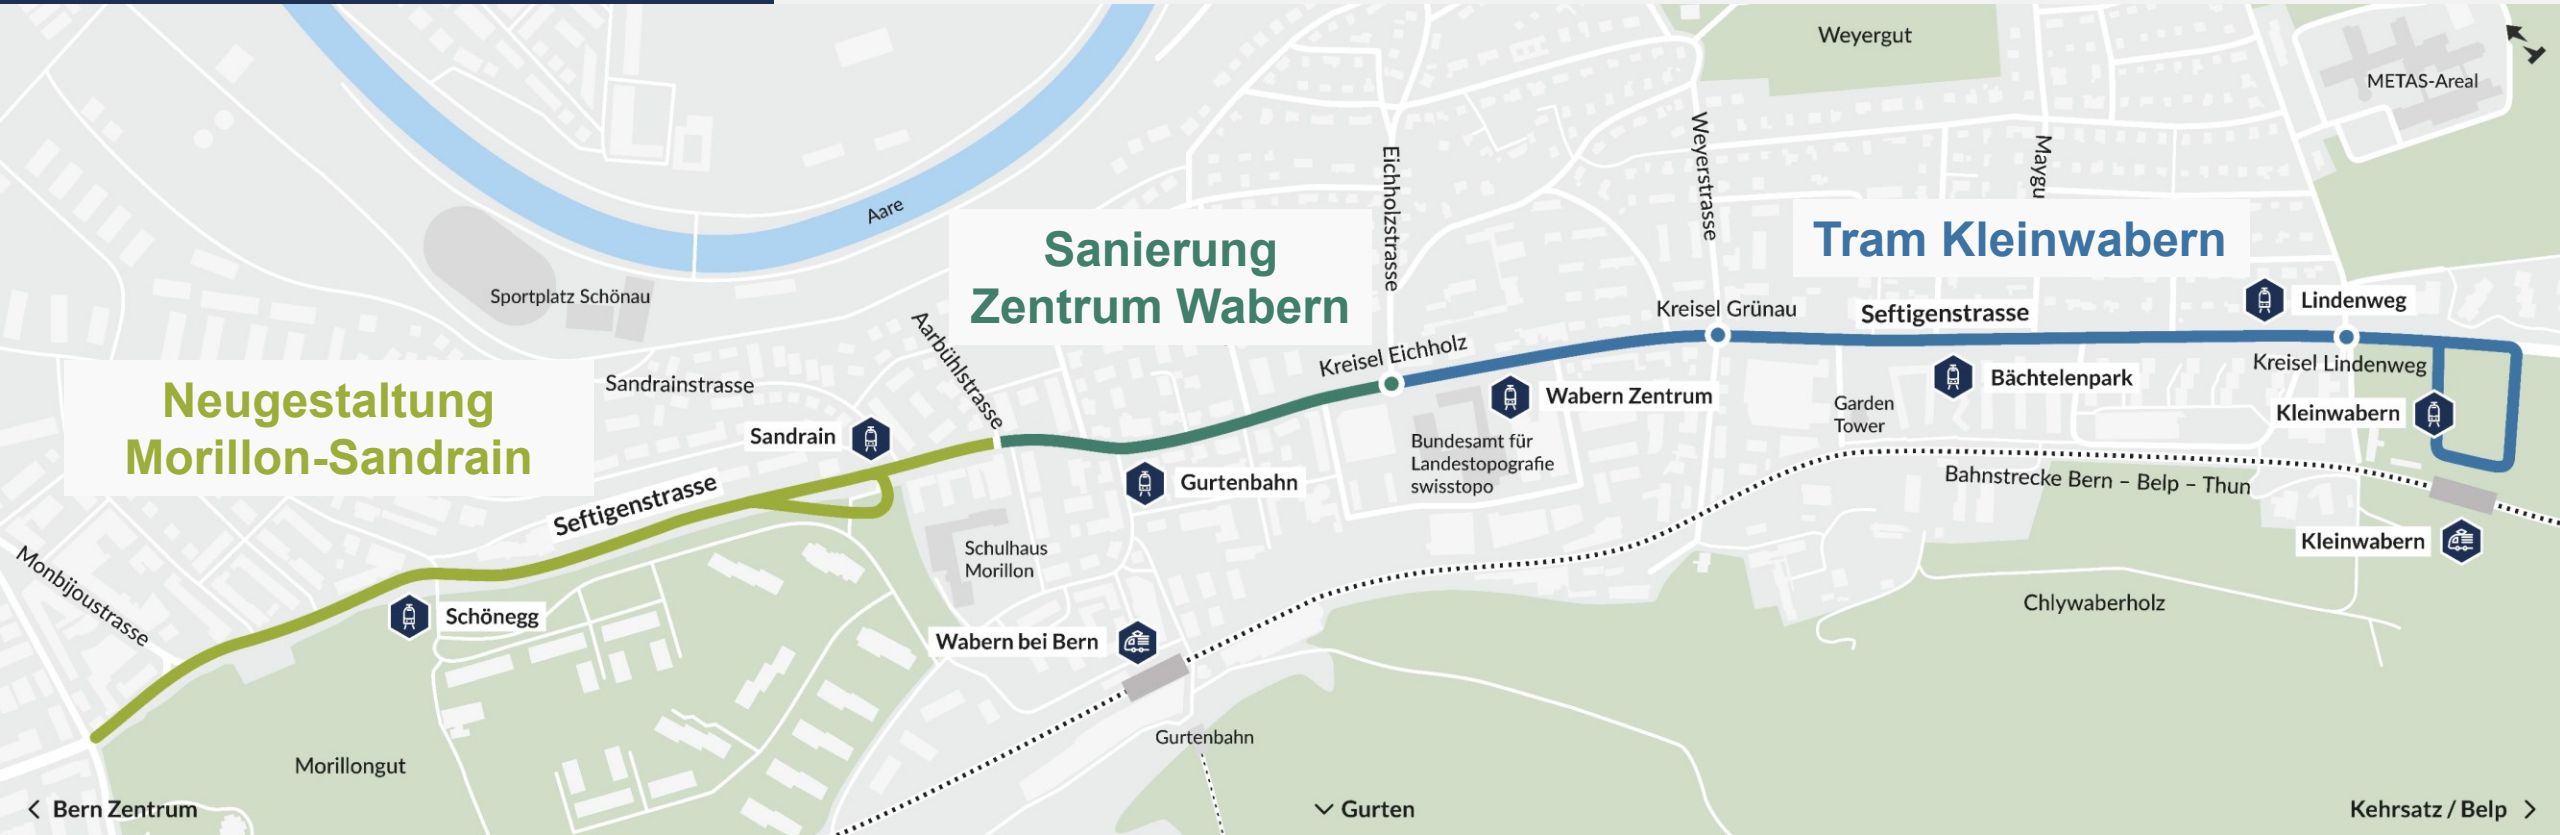 Weyergut
METAS-Areal
Aare
Eichholzstrasse
Weyerstrasse
Maygu
Sanierung
Zentrum Wabern
Tram Kleinwabern
Sportplatz Schönau
Aarbühlstrasse
Kreisel Grünau
Seftigenstrasse
Lindenweg
Kreisel Eichholz
Kreisel Lindenweg
Neugestaltung
Morillon-Sandrain
Sandrainstrasse
Bächtelenpark
Wabern Zentrum
Garden
Tower
Kleinwabern
Sandrain
Bundesamt für
Landestopografie
swisstopo
Gurtenbahn
Bahnstrecke Bern – Belp – Thun
Seftigenstrasse
Schulhaus
Morillon
Kleinwabern
Monbijoustrasse
Schönegg
Chlywaberholz
Wabern bei Bern
Gurtenbahn
Morillongut
Bern Zentrum
Gurten
Kehrsatz / Belp